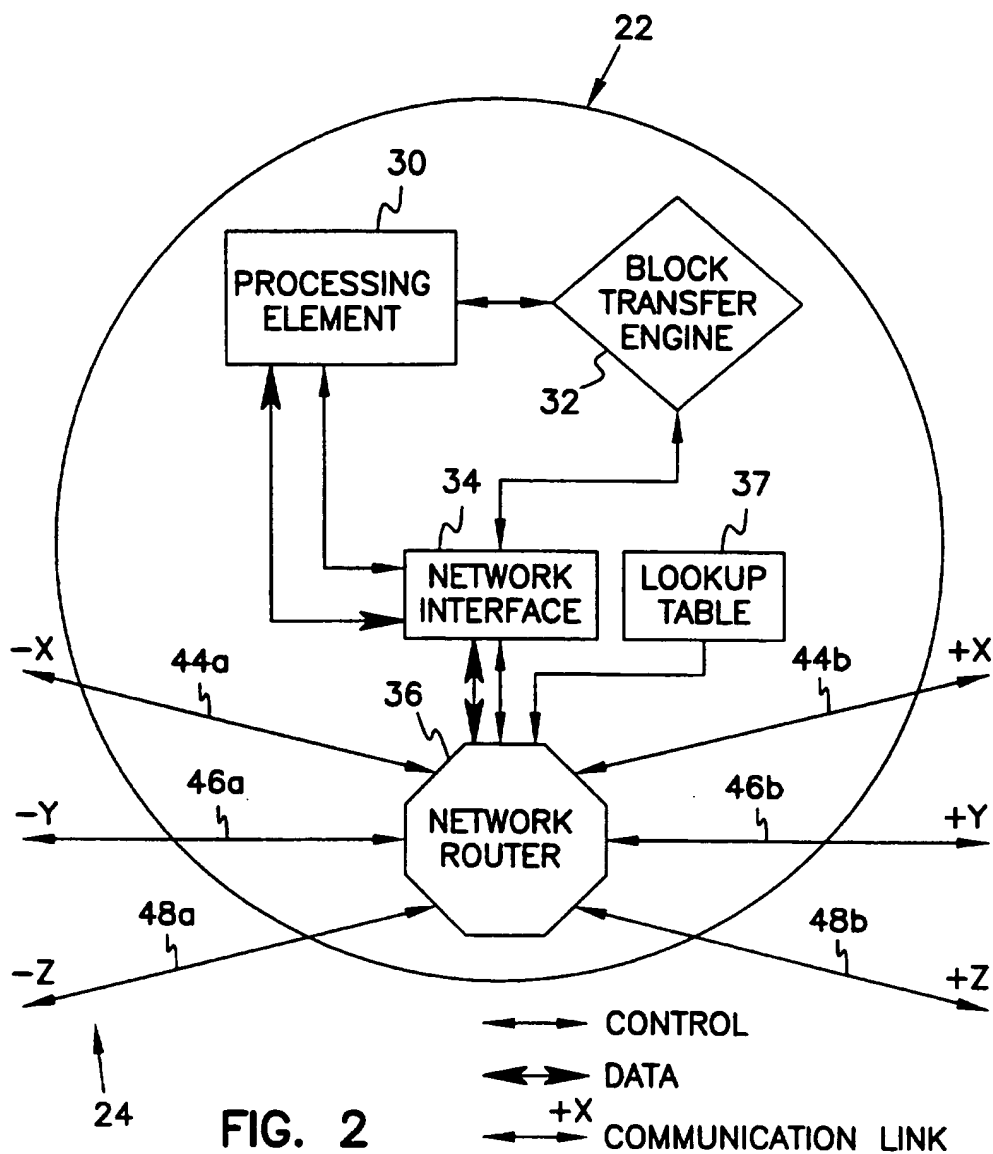 22
30
PROCESSING
ELEMENT
BLOCK
TRANSFER
ENGINE
32
34
37
NETWORK
INTERFACE
LOOKUP
TABLE
-X
44a
44b
+X
36
-Y
46a
46b
+Y
NETWORK
ROUTER
-Z
48a
48b
+Z
24
CONTROL
DATA
+X
COMMUNICATION LINK
FIG. 2